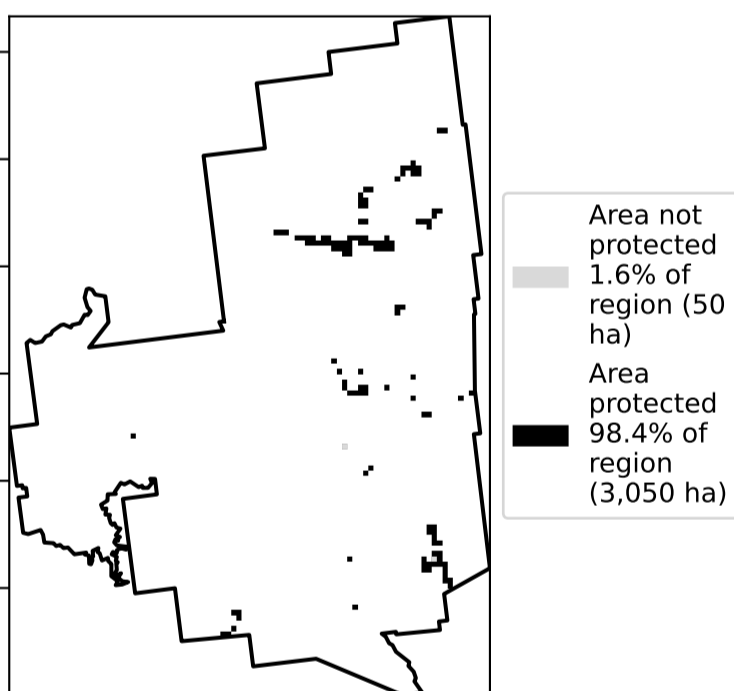 Area not
protected
1.6% of
region (50
ha)
Area
protected
98.4% of
region
(3,050 ha)